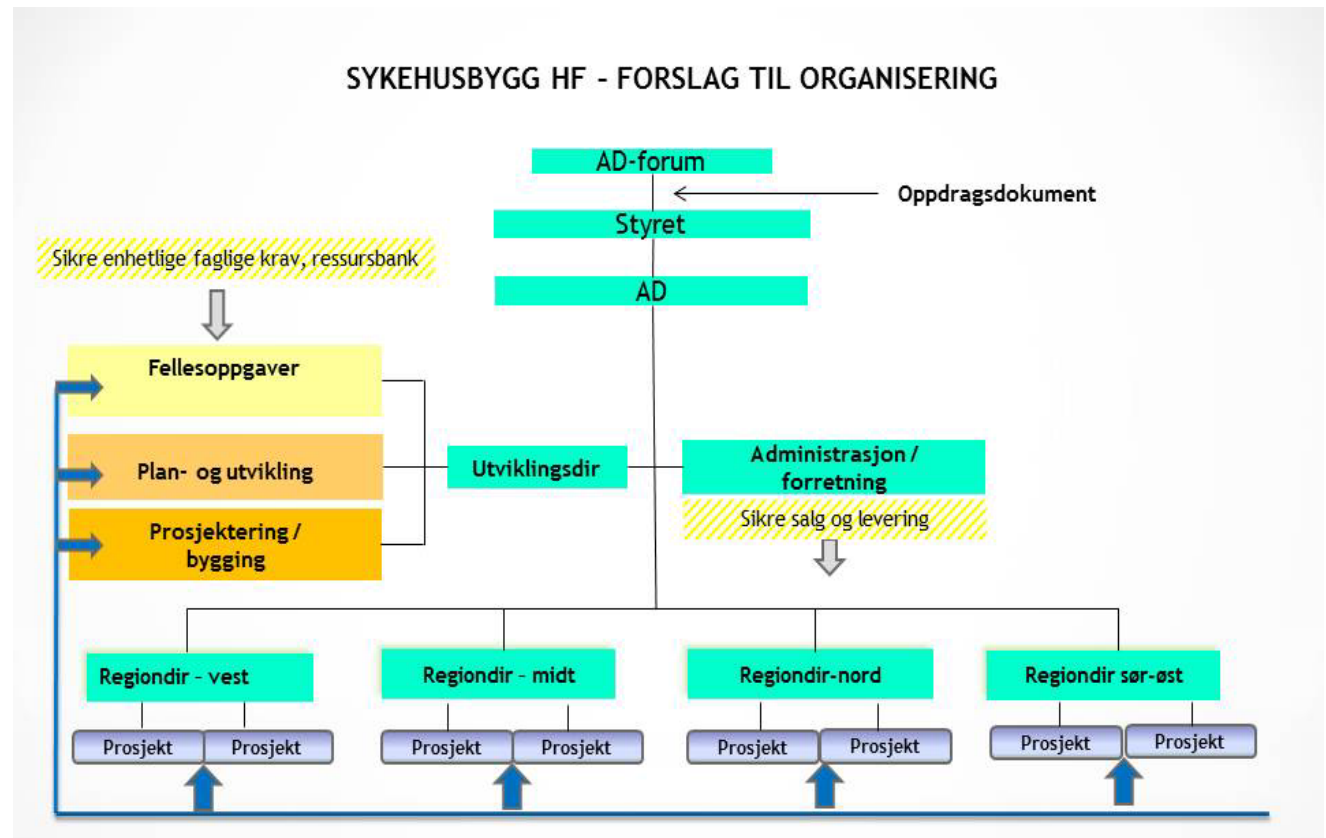 SYKEHUSBYGG HF – FORSLAG TIL ORGANISERING
AD-forum
Oppdragsdokument
Styret
Sikre enhetlige faglige krav, ressursbank
AD
Fellesoppgaver
Plan- og utvikling
Utviklingsdir
Administrasjon /
forretning
Sikre salg og levering
Prosjektering /
bygging
Regiondir – vest
Regiondir – midt
Regiondir-nord
Regiondir sør-øst
Prosjekt
Prosjekt
Prosjekt
Prosjekt
Prosjekt
Prosjekt
Prosjekt
Prosjekt